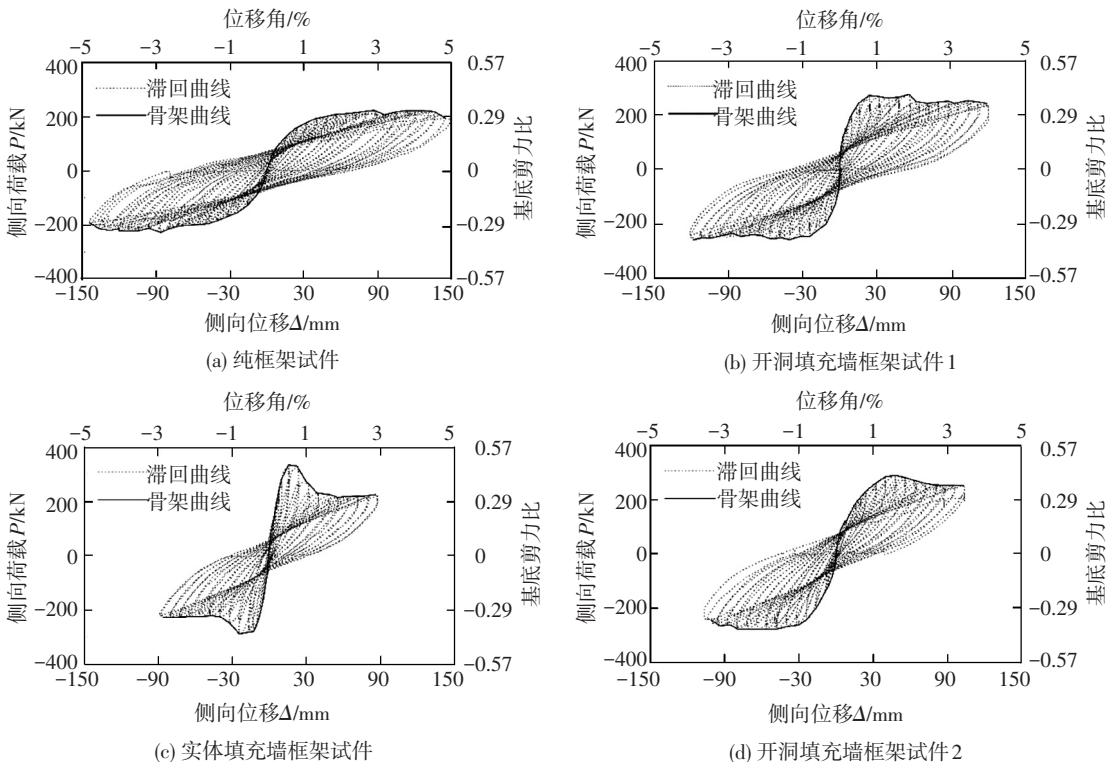 位移角/%
−5 −3 −1 1 3 5
400 200 0 −200 −400
侧向荷载P/kN
滞回曲线
骨架曲线
0.57 0.29 0 −0.29 −0.57
基底剪力比
−150 −90 −30 30 90 150
侧向位移Δ/mm
(a) 纯框架试件
位移角/%
−5 −3 −1 1 3 5
400 200 0 −200 −400
侧向荷载P/kN
滞回曲线
骨架曲线
0.57 0.29 0 −0.29 −0.57
基底剪力比
−150 −90 −30 30 90 150
侧向位移Δ/mm
(b) 开洞填充墙框架试件1
位移角/%
−5 −3 −1 1 3 5
400 200 0 −200 −400
侧向荷载P/kN
滞回曲线
骨架曲线
0.57 0.29 0 −0.29 −0.57
基底剪力比
−150 −90 −30 30 90 150
侧向位移Δ/mm
(c) 实体填充墙框架试件
位移角/%
−5 −3 −1 1 3 5
400 200 0 −200 −400
侧向荷载P/kN
滞回曲线
骨架曲线
0.57 0.29 0 −0.29 −0.57
基底剪力比
−150 −90 −30 30 90 150
侧向位移Δ/mm
(d) 开洞填充墙框架试件2